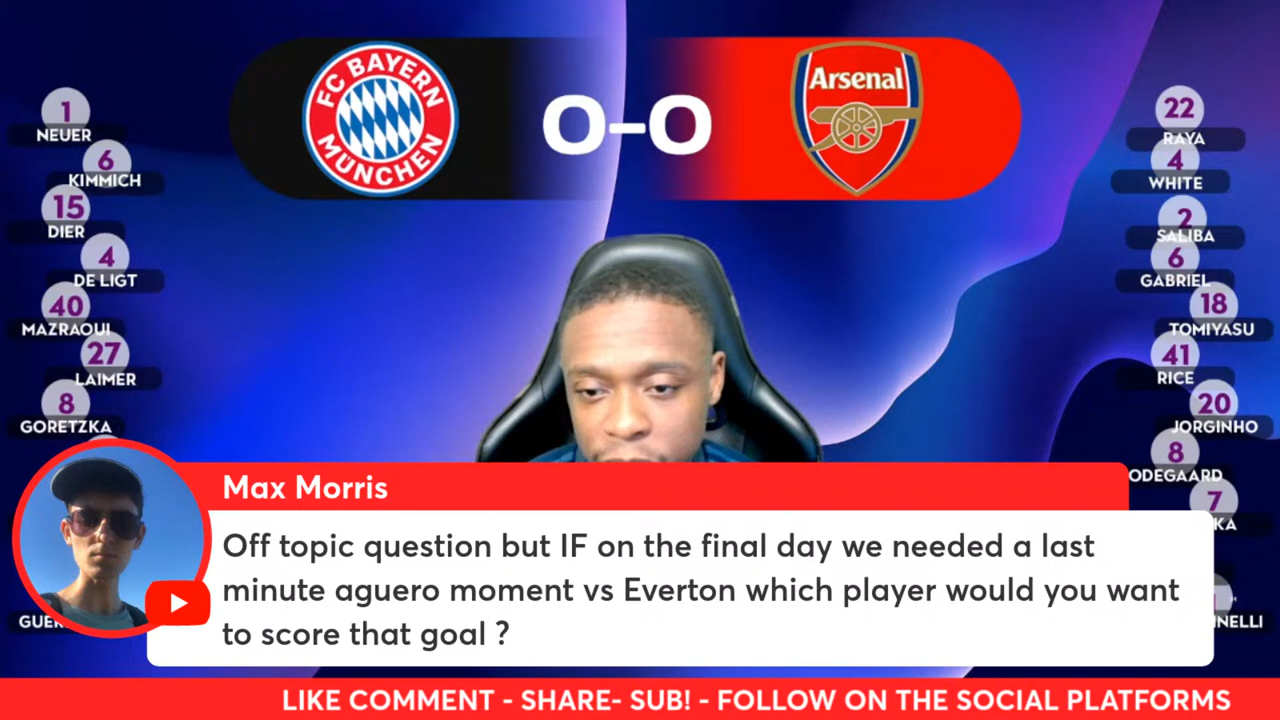 FC BAYERN
MÜNCHEN
0-0
Arsenal
1
NEUER
6
KIMMICH
15
DIER
4
DE LIGT
40
MAZRAOUI
27
LAIMER
8
GORETZKA
22
RAYA
4
WHITE
2
SALIBA
6
GABRIEL
18
TOMIYASU
41
RICE
20
JORGINHO
8
ODEGAARD
7
Max Morris
Off topic question but IF on the final day we needed a last
minute aguero moment vs Everton which player would you want
to score that goal ?
LIKE COMMENT - SHARE- SUB! - FOLLOW ON THE SOCIAL PLATFORMS